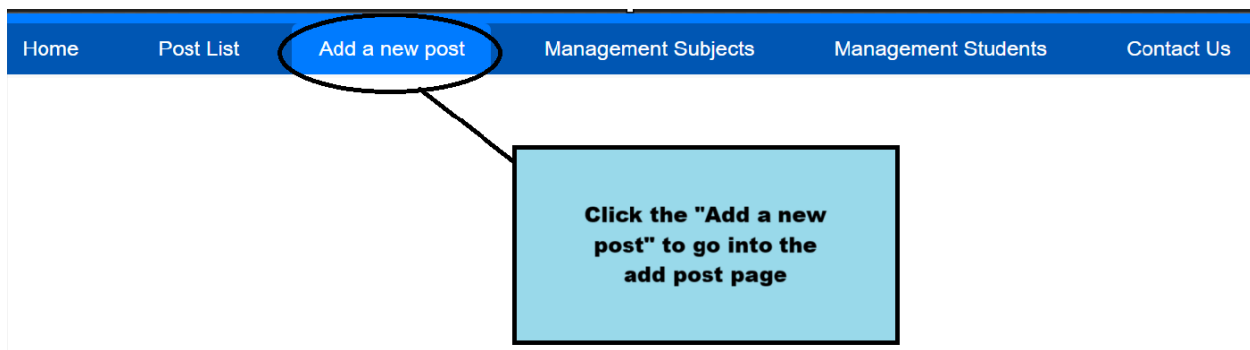 Home Post List Add a new post Management Subjects Management Students Contact Us
Click the "Add a new
post" to go into the
add post page